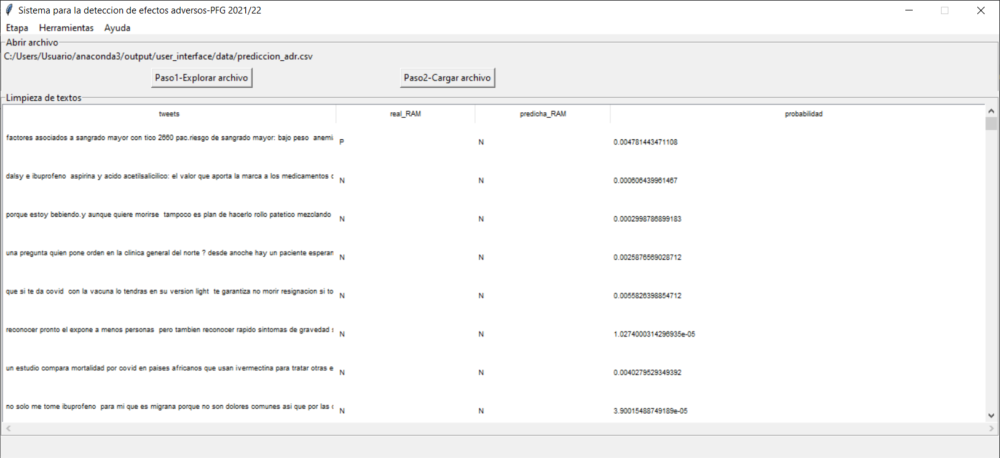 Sistema para la deteccion de efectos adversos-PFG 2021/22
Etapa Herramientas Ayuda
Abrir archivo
C:/Users/Usuario/anaconda3/output/user_interface/data/prediccion_adr.csv
Paso1-Explorar archivo Paso2-Cargar archivo
Limpieza de textos
tweets real_RAM predicha_RAM probabilidad
factores asociados a sangrado mayor con tico 2660 pac.riesgo de sangrado mayor: bajo peso anemi P N 0.004781443471108
dalsy e ibuprofeno aspirina y acido acetilsalicilico: el valor que aporta la marca a los medicamentos N N 0.000606439961467
porque estoy bebiendo.y aunque quiere morirse tampoco es plan de hacerlo rollo patetico mezclando N N 0.0002998786899183
una pregunta quien pone orden en la clinica general del norte ? desde anoche hay un paciente esperan N N 0.0025876569028712
que si te da covid con la vacuna lo tendras en su version light te garantiza no morir resignacion si to N N 0.0055826398854712
reconocer pronto el expone a menos personas pero tambien reconocer rapido sintomas de gravedad N N 1.0274000314296935e-05
un estudio compara mortalidad por covid en paises africanos que usan ivermectina para tratar otras e N N 0.0040279529349392
no solo me tome ibuprofeno para mi que es migrana porque no son dolores comunes asi que por las N N 3.90015488749189e-05